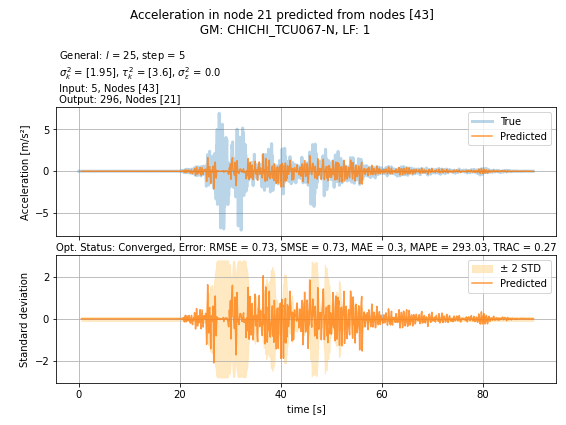 Acceleration in node 21 predicted from nodes [43]
GM: CHICHI_TCU067-N, LF: 1
General: l = 25, step = 5
σ²ₖ = [1.95], τ²ₖ = [3.6], σ²ε = 0.0
Input: 5, Nodes [43]
Output: 296, Nodes [21]
Acceleration [m/s²]
5
0
−5
True
Predicted
Opt. Status: Converged, Error: RMSE = 0.73, SMSE = 0.73, MAE = 0.3, MAPE = 293.03, TRAC = 0.27
Standard deviation
2
0
−2
± 2 STD
Predicted
0 20 40 60 80
time [s]